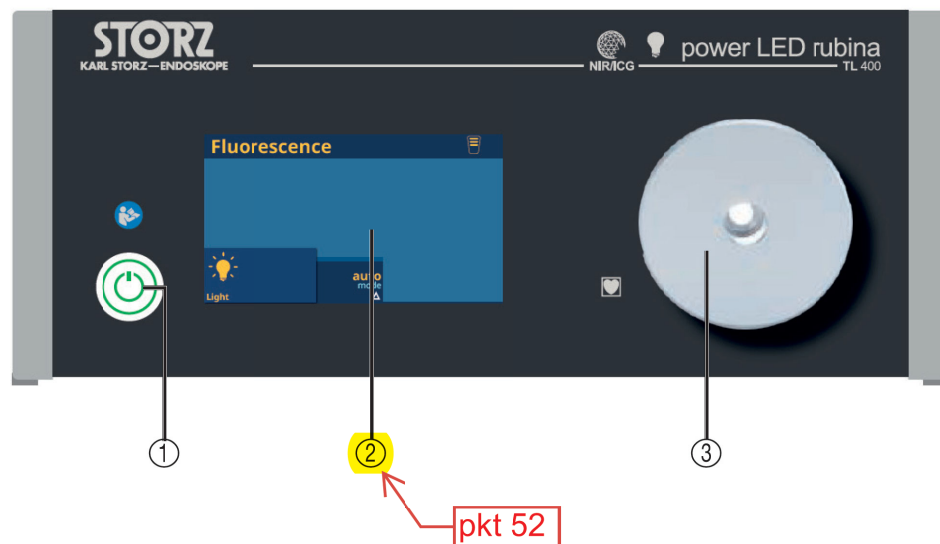 STORZ
KARL STORZ—ENDOSKOPE
NIR/ICG
power LED rubina
TL 400
Fluorescence
auto
mode
Light
1
2
3
pkt 52